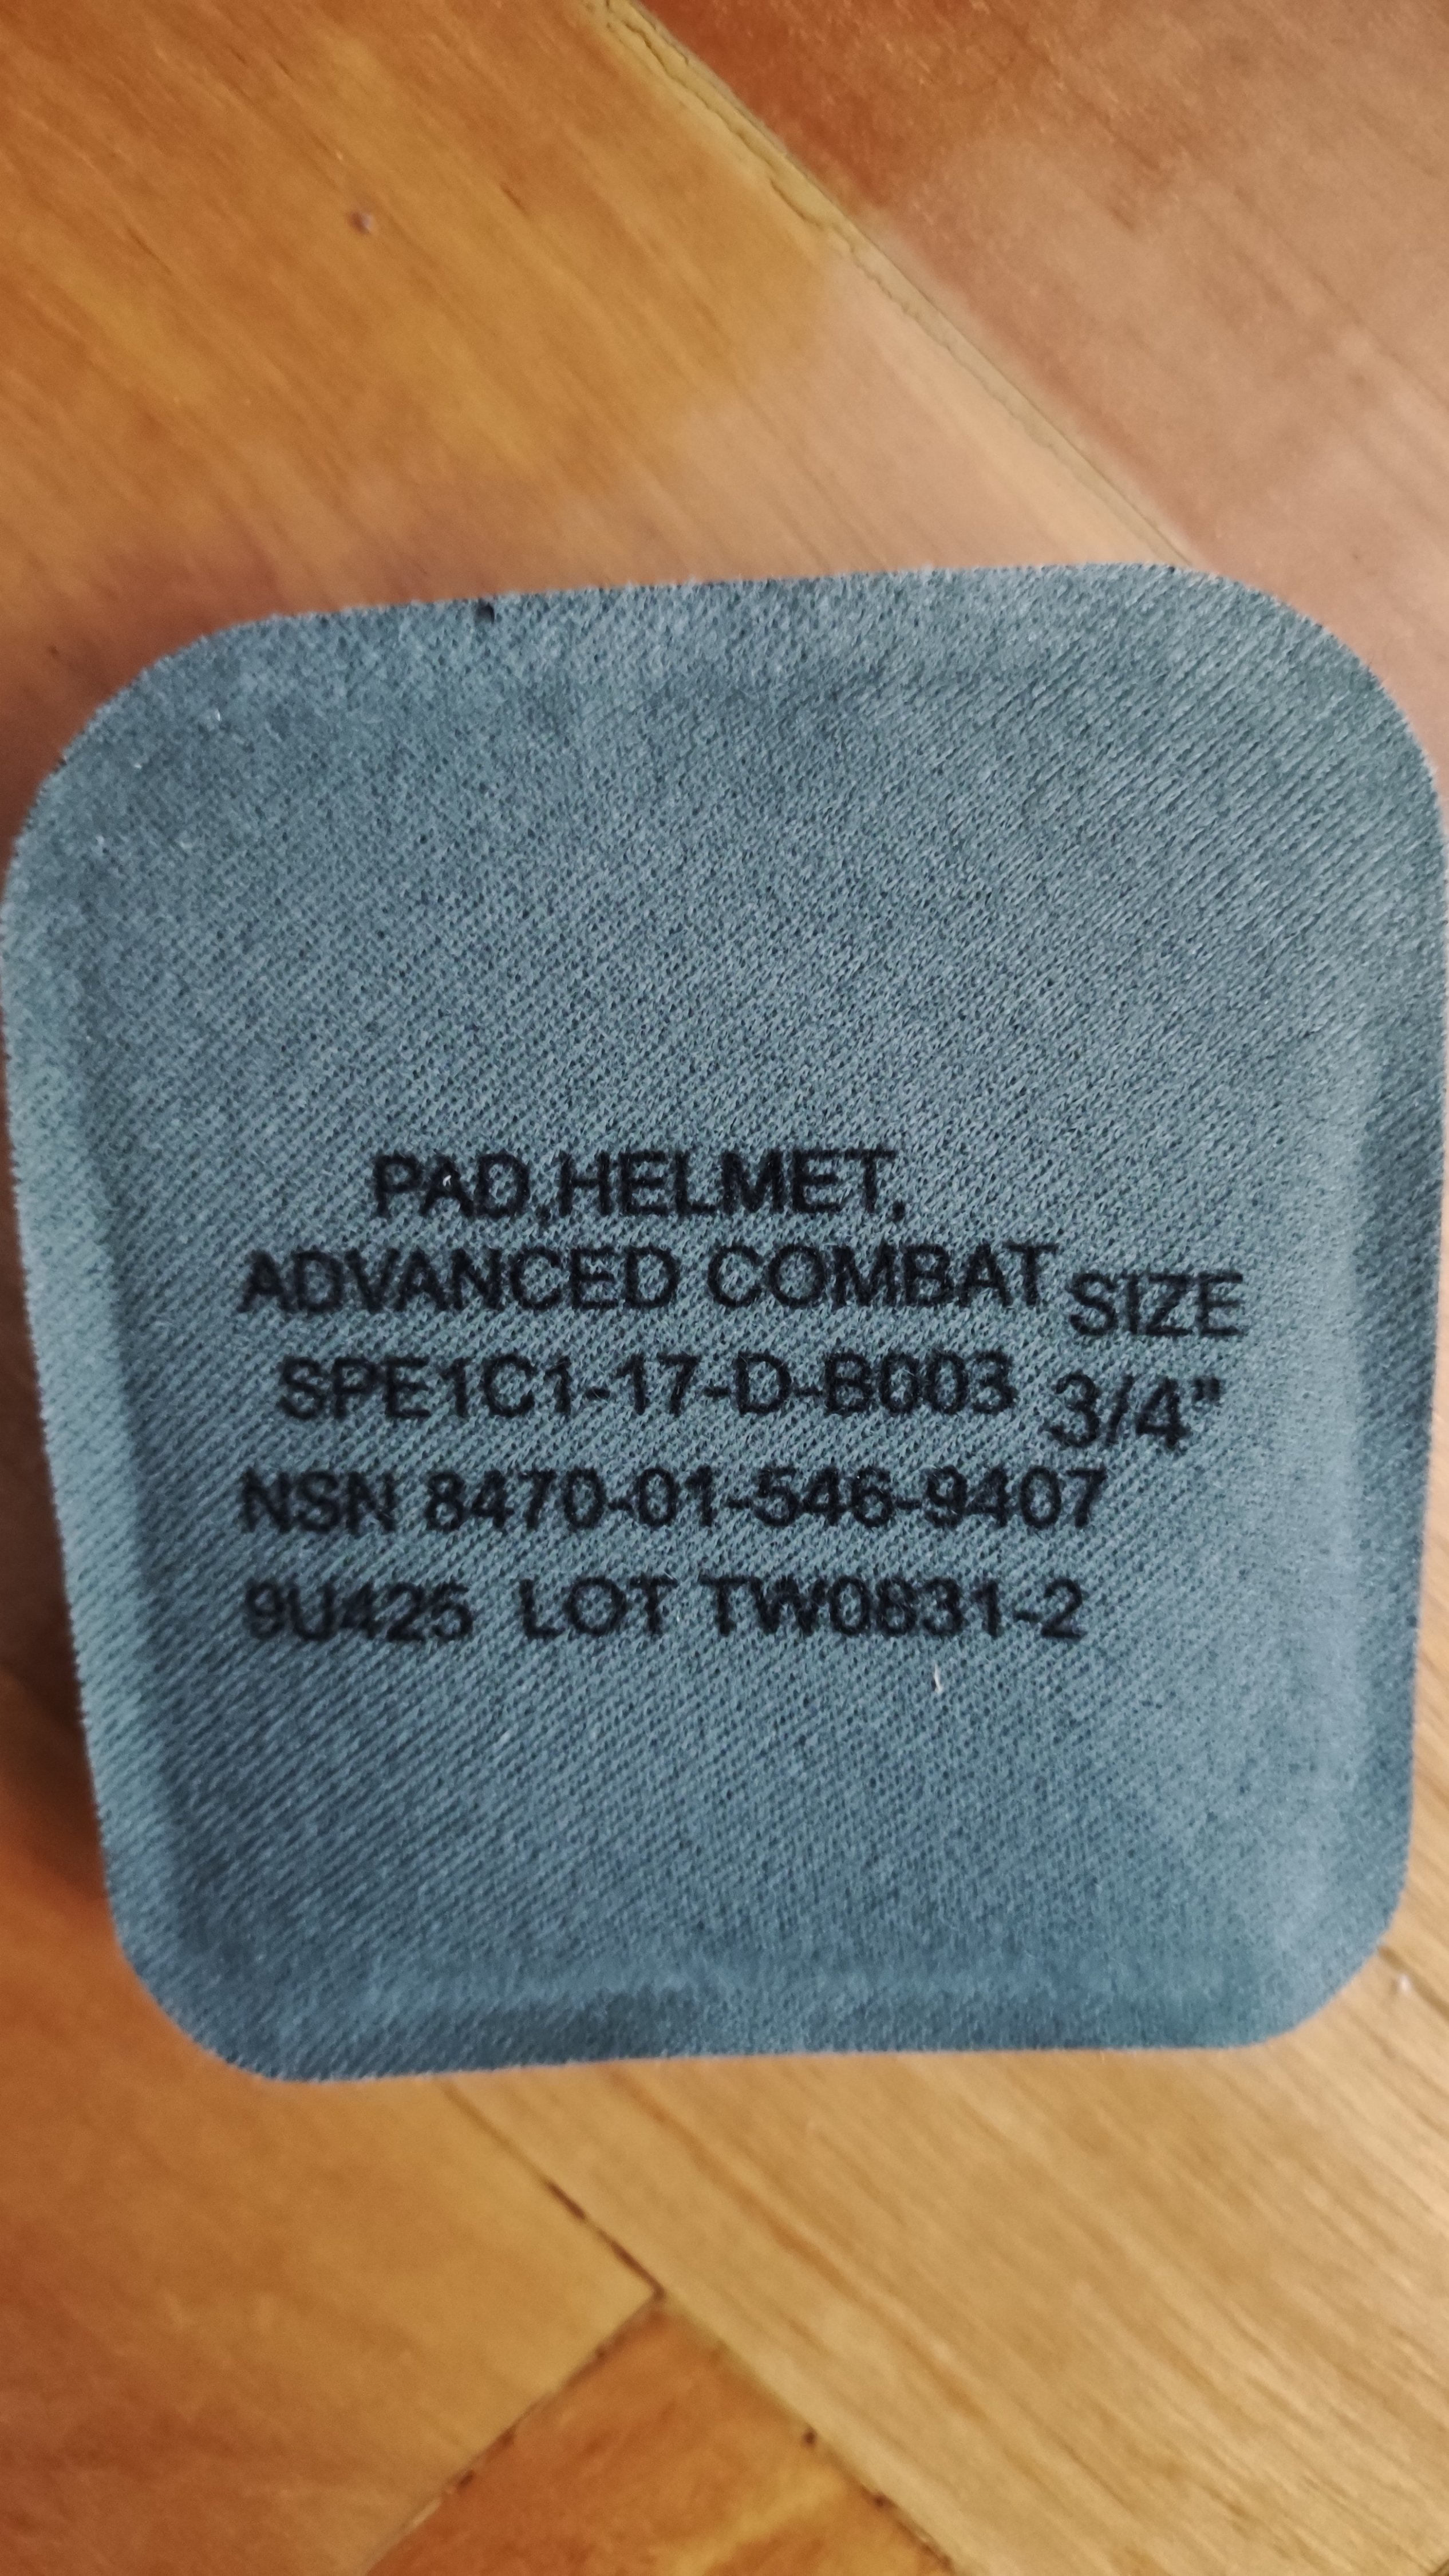 PAD,HELMET,
ADVANCED COMBAT
SIZE
3/4"
SPE1C1-17-D-B003
NSN 8470-01-546-9407
9U425 LOT TW0831-2